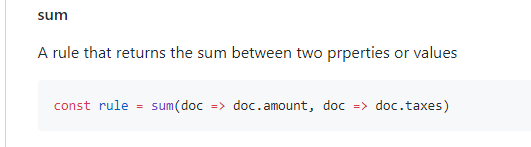 sum
A rule that returns the sum between two prperties or values
const rule = sum(doc => doc.amount, doc => doc.taxes)